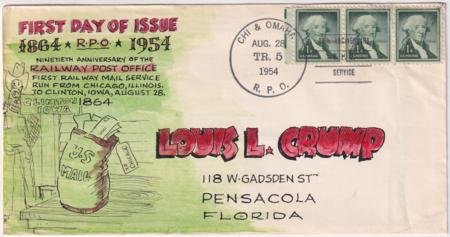 FIRST DAY OF ISSUE
1864 ★ R.P.O. ★ 1954
NINETIETH ANNIVERSARY OF THE
RAILWAY POST OFFICE
FIRST RAILWAY MAIL SERVICE
RUN FROM CHICAGO, ILLINOIS.
TO CLINTON, IOWA, AUGUST 28.
1864
CLINTON
IOWA
U.S
MAIL
CHI & OMAHA
AUG. 28
TR. 5
1954
R. P. O.
SERVICE
LOUIS L. CRUMP
118 W. GADSDEN ST
PENSACOLA
FLORIDA